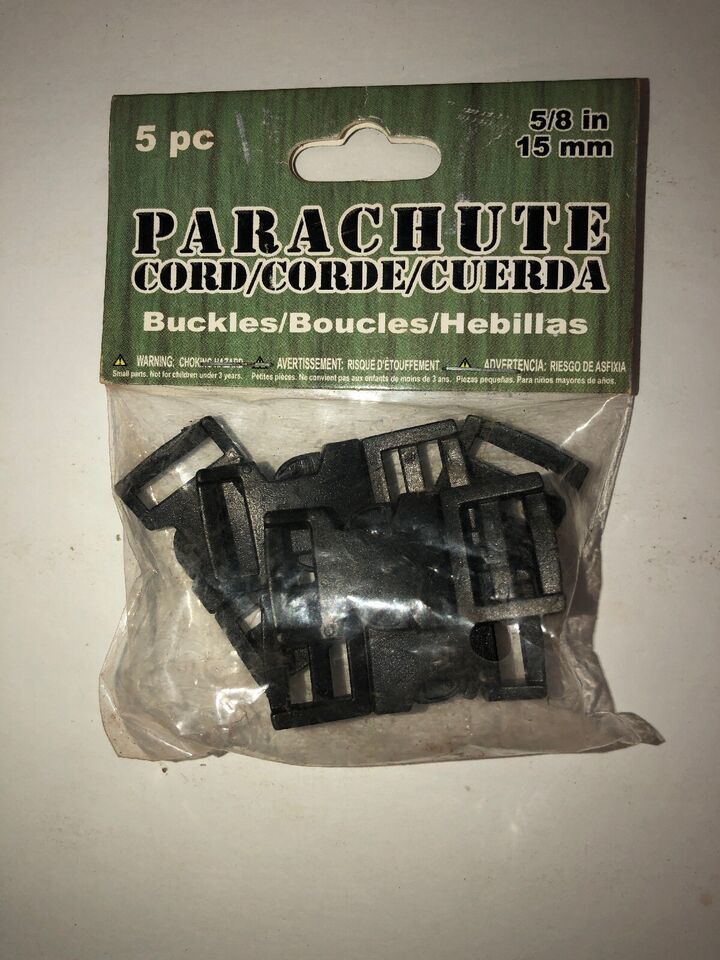 5 pc
5/8 in
15 mm
PARACHUTE
CORD/CORDE/CUERDA
Buckles/Boucles/Hebillas
WARNING: CHOKING HAZARD AVERTISSEMENT: RISQUE D'ÉTOUFFEMENT ADVERTENCIA: RIESGO DE ASFIXIA
Small parts. Not for children under 3 years. Petites pièces. Ne convient pas aux enfants de moins de 3 ans. Piezas pequeñas. Para niños mayores de años.